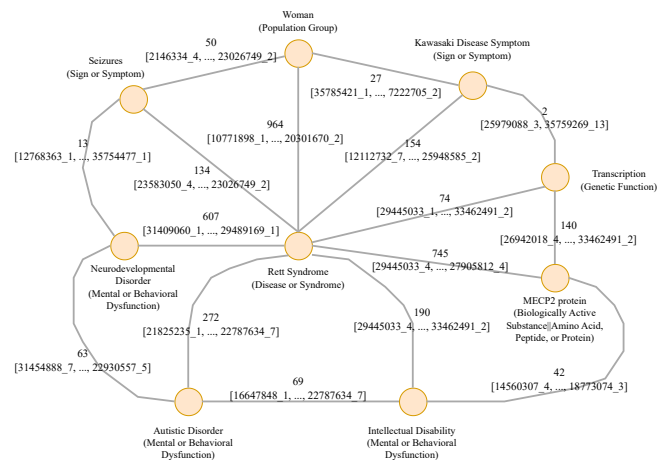 Woman
(Population Group)
Seizures
(Sign or Symptom)
50
[2146334_4, ..., 23026749_2]
Kawasaki Disease Symptom
(Sign or Symptom)
27
[35785421_1, ..., 7222705_2]
2
[25979088_3, 35759269_13]
964
[10771898_1, ..., 20301670_2]
13
[12768363_1, ..., 35754477_1]
154
[12112732_7, ..., 25948585_2]
134
[23583050_4, ..., 23026749_2]
Transcription
(Genetic Function)
74
[29445033_1, ..., 33462491_2]
607
[31409060_1, ..., 29489169_1]
140
[26942018_4, ..., 33462491_2]
745
[29445033_4, ..., 27905812_4]
Neurodevelopmental
Disorder
(Mental or Behavioral
Dysfunction)
Rett Syndrome
(Disease or Syndrome)
MECP2 protein
(Biologically Active
Substance||Amino Acid,
Peptide, or Protein)
272
[21825235_1, ..., 22787634_7]
190
[29445033_4, ..., 33462491_2]
63
[31454888_7, ..., 22930557_5]
69
[16647848_1, ..., 22787634_7]
42
[14560307_4, ..., 18773074_3]
Autistic Disorder
(Mental or Behavioral
Dysfunction)
Intellectual Disability
(Mental or Behavioral
Dysfunction)